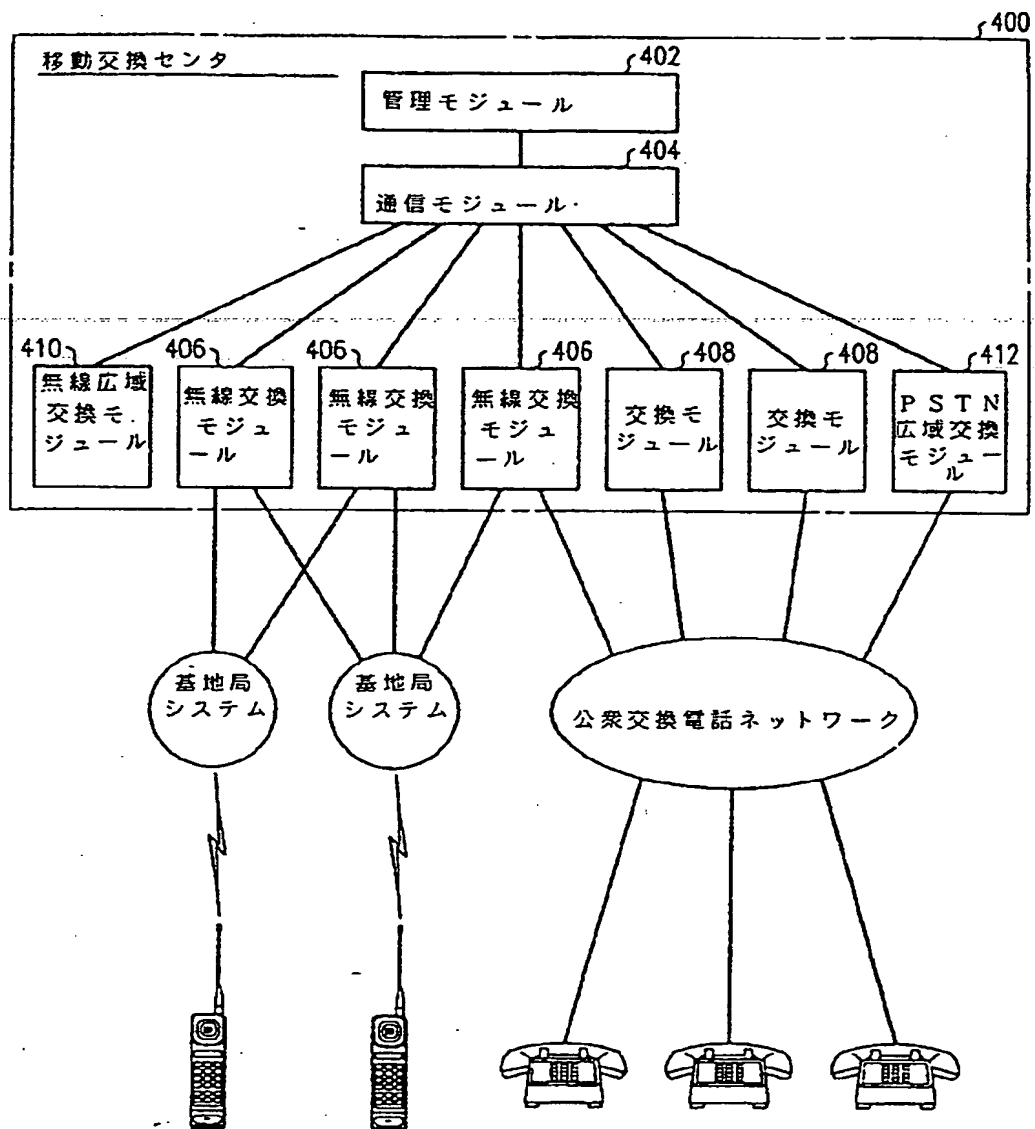 400
移動交換センタ
402
管理モジュール
404
通信モジュール
410
無線広域
交換モ
ジュール
406
無線交換
モジュ
ール
406
無線交換
モジュ
ール
406
無線交換
モジュ
ール
408
交換モ
ジュール
408
交換モ
ジュール
412
PSTN
広域交換
モジュー
ル
基地局
システム
基地局
システム
公衆交換電話ネットワーク